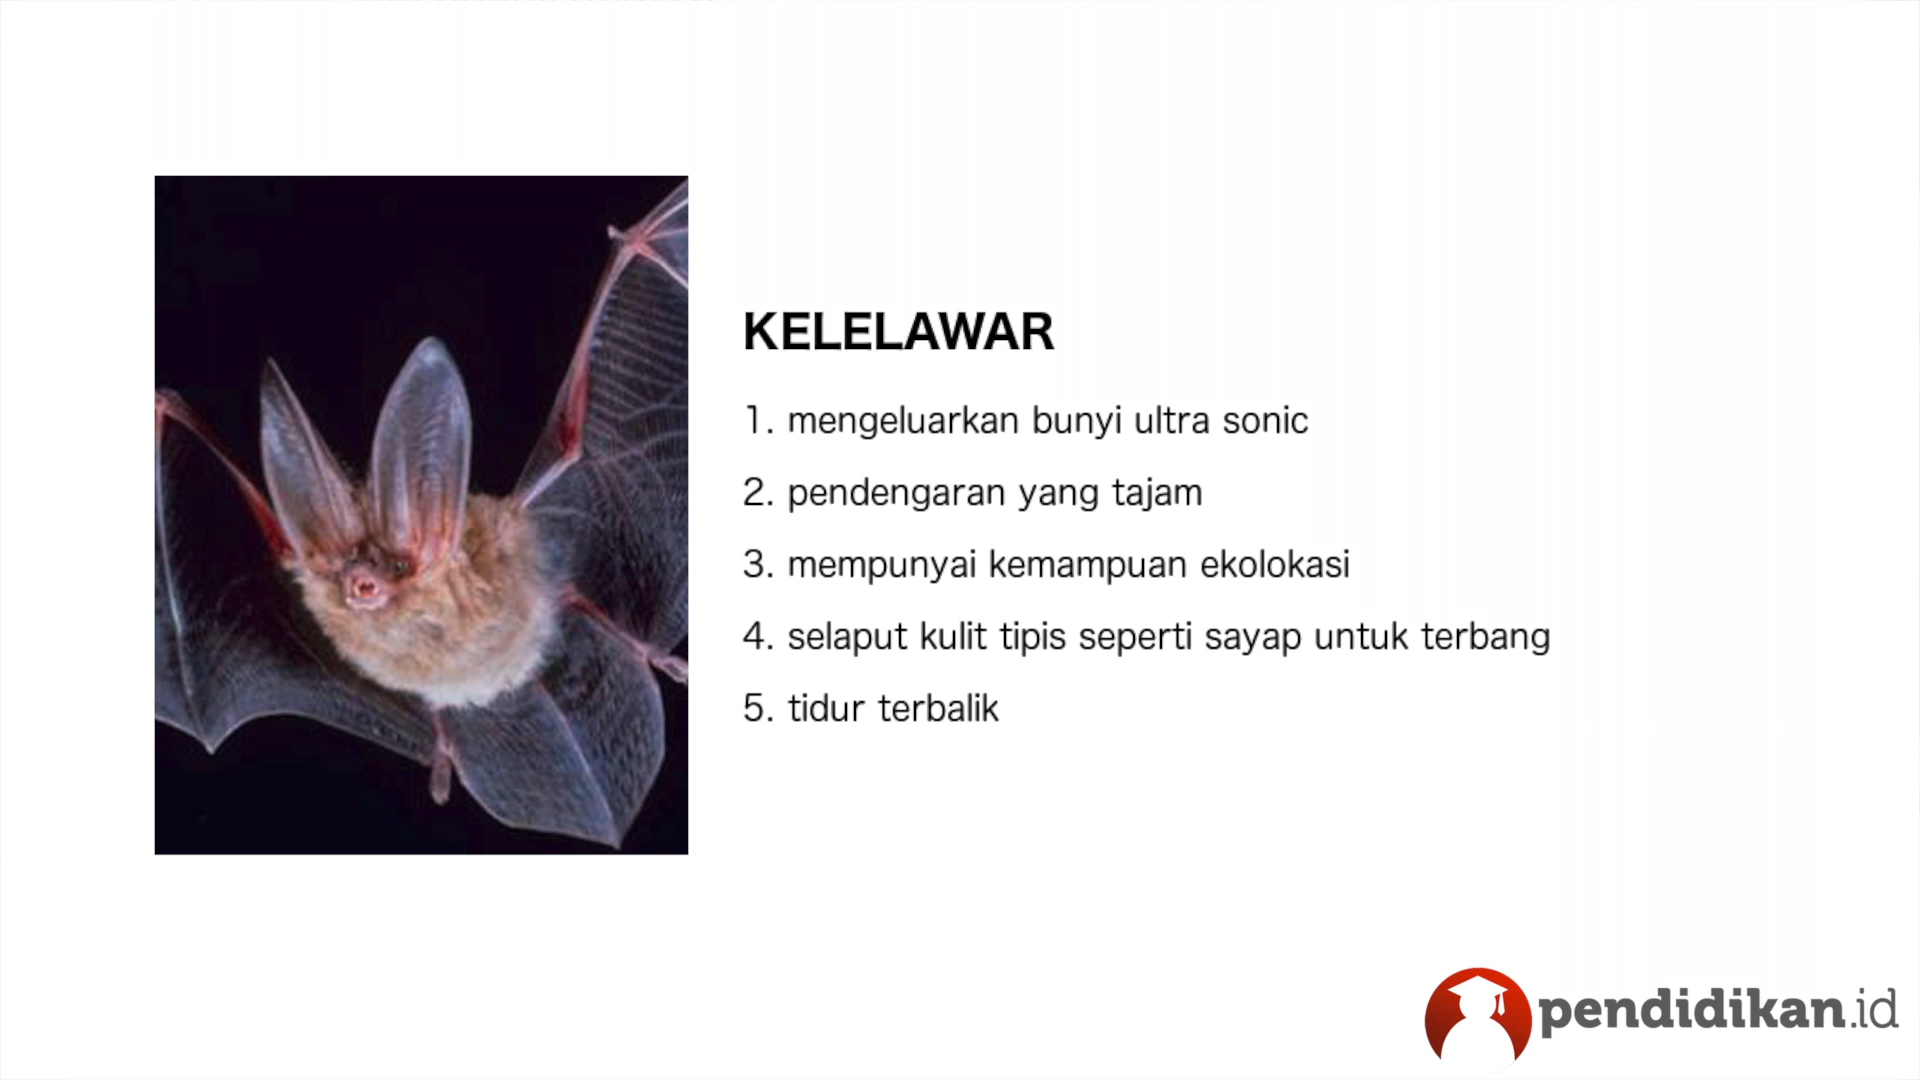 KELELAWAR
1. mengeluarkan bunyi ultra sonic
2. pendengaran yang tajam
3. mempunyai kemampuan ekolokasi
4. selaput kulit tipis seperti sayap untuk terbang
5. tidur terbalik
pendidikan.id